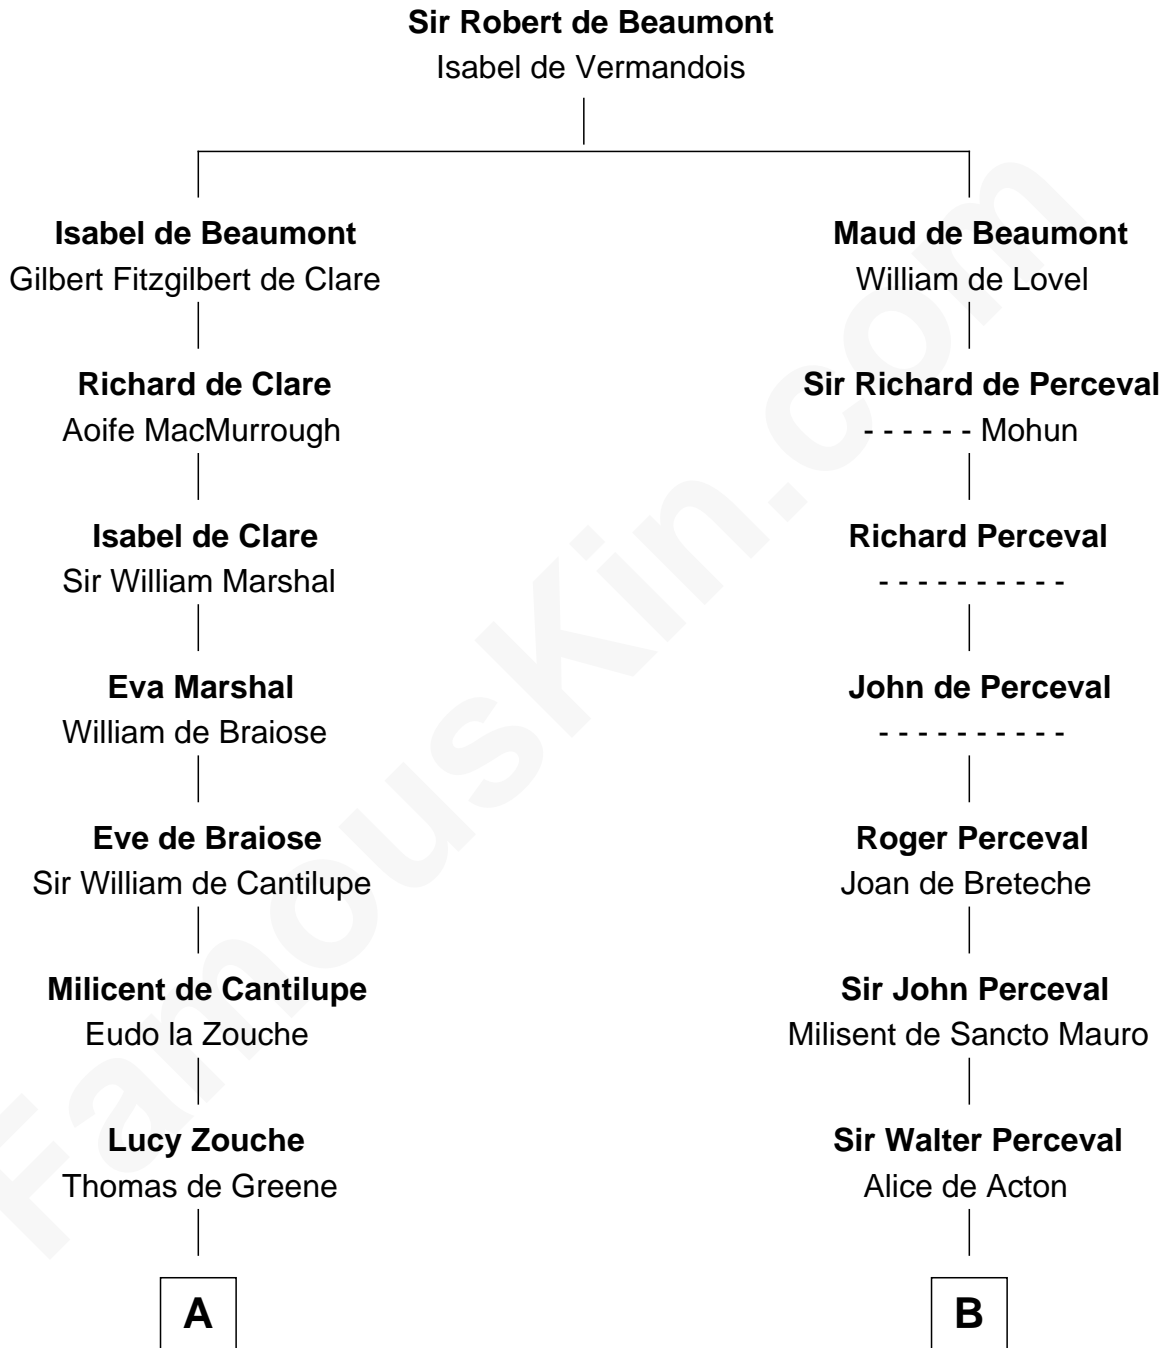 Sir Robert de Beaumont
Isabel de Vermandois
Isabel de Beaumont
Gilbert Fitzgilbert de Clare
Richard de Clare
Aoife MacMurrough
Isabel de Clare
Sir William Marshal
Eva Marshal
William de Braiose
Eve de Braiose
Sir William de Cantilupe
Milicent de Cantilupe
Eudo la Zouche
Lucy Zouche
Thomas de Greene
A
Maud de Beaumont
William de Lovel
Sir Richard de Perceval
- - - - - - Mohun
Richard Perceval
- - - - - - - - - -
John de Perceval
- - - - - - - - - -
Roger Perceval
Joan de Breteche
Sir John Perceval
Milisent de Sancto Mauro
Sir Walter Perceval
Alice de Acton
B
FamousKin.com